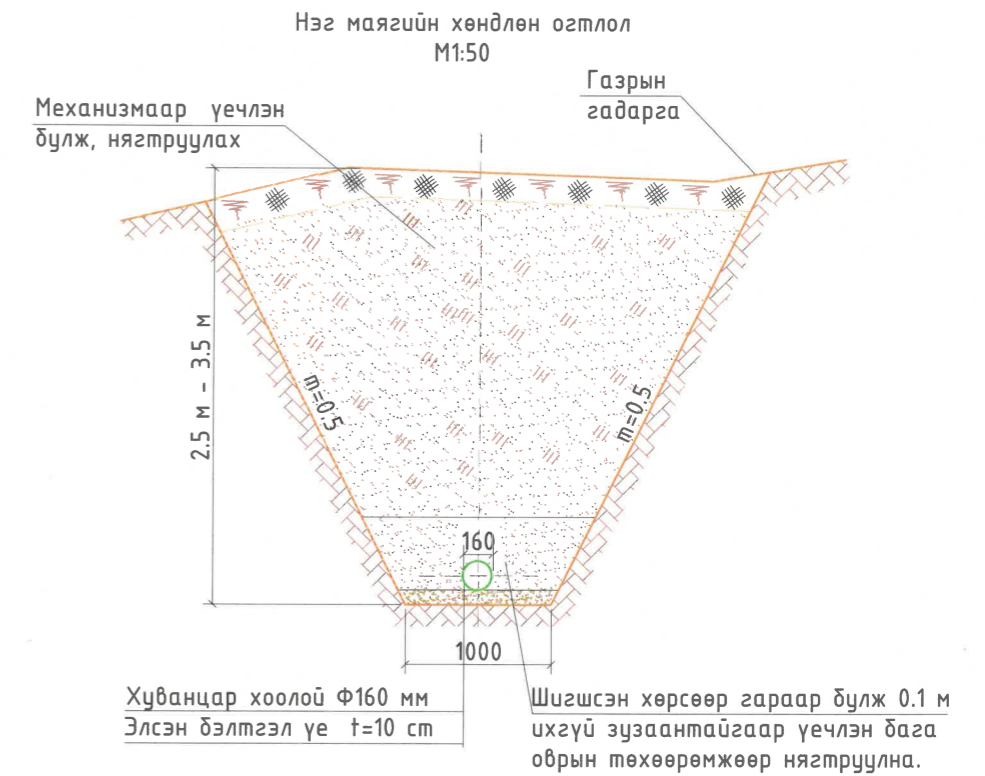 Нэг маягийн хөндлөн огтлол
М1:50
Газрын
гадарга
Механизмаар үечлэн
булж, нягтруулах
2.5 м - 3.5 м
m=0.5
m=0.5
160
1000
Хуванцар хоолой Ф160 мм
Элсэн бэлтгэл үе t=10 cm
Шигшсэн хөрсөөр гараар булж 0.1 м
ихгүй зузаантайгаар үечлэн бага
оврын төхөөрөмжөөр нягтруулна.